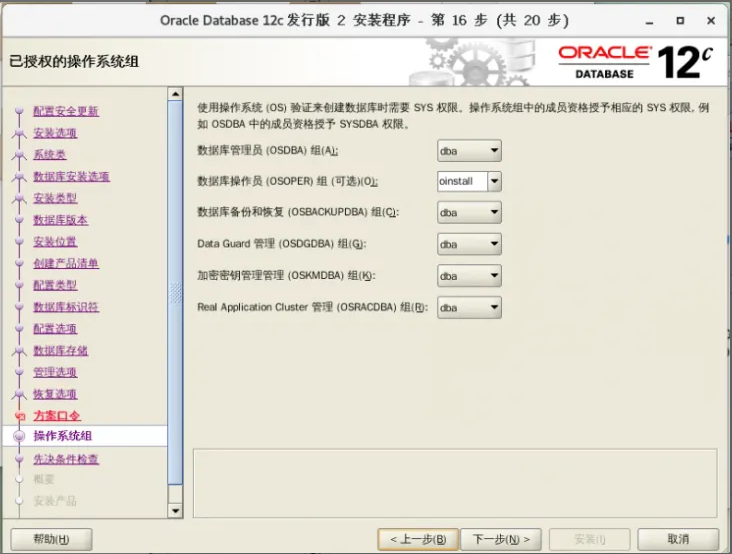 Oracle Database 12c 发行版 2 安装程序 - 第 16 步 (共 20 步)
已授权的操作系统组
ORACLE
DATABASE
12c
配置安全更新
安装选项
系统类
数据库安装选项
安装类型
数据库版本
安装位置
创建产品清单
配置类型
数据库标识符
配置选项
数据库存储
管理选项
恢复选项
方案口令
操作系统组
先决条件检查
概要
安装产品
使用操作系统 (OS) 验证来创建数据库时需要 SYS 权限。操作系统组中的成员资格授予相应的 SYS 权限, 例
如 OSDBA 中的成员资格授予 SYSDBA 权限。
数据库管理员 (OSDBA) 组(A): dba
数据库操作员 (OSOPER) 组 (可选)(O): oinstall
数据库备份和恢复 (OSBACKUPDBA) 组(C): dba
Data Guard 管理 (OSDGDBA) 组(G): dba
加密密钥管理管理 (OSKMDBA) 组(K): dba
Real Application Cluster 管理 (OSRACDBA) 组(R): dba
帮助(H) < 上一步(B) 下一步(N) > 安装(I) 取消